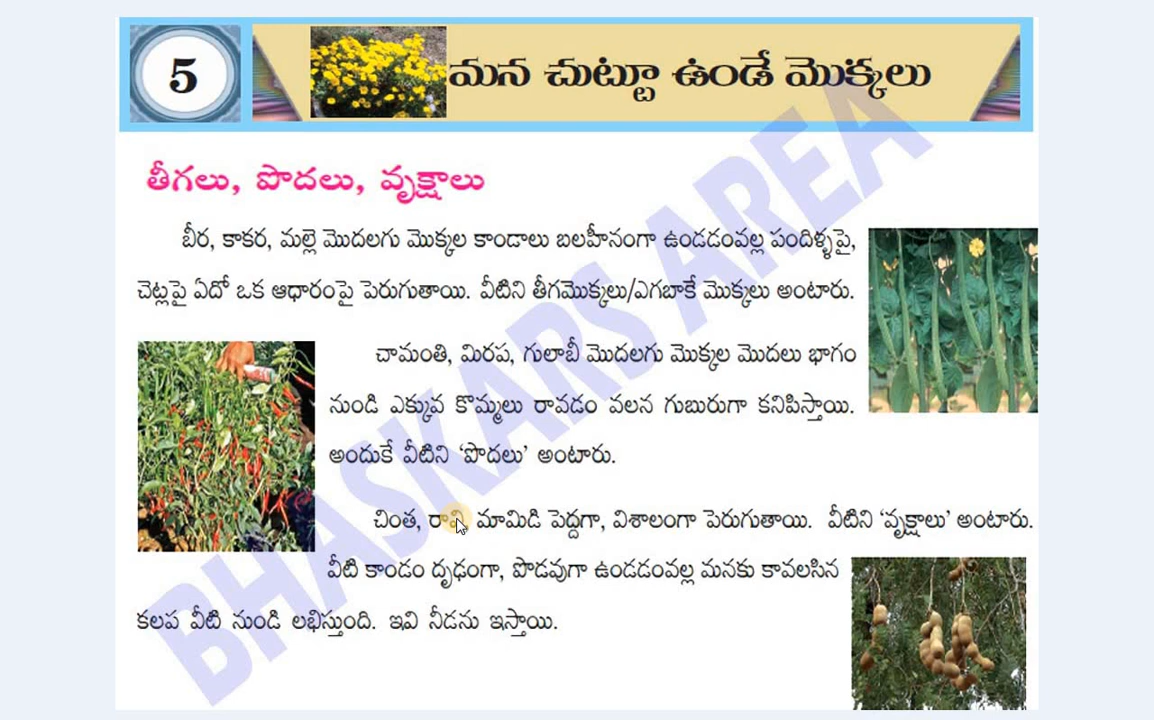 5
మన చుట్టూ ఉండే మొక్కలు
తీగలు, పొదలు, వృక్షాలు
బీర, కాకర, మల్లె మొదలగు మొక్కల కాండాలు బలహీనంగా ఉండడంవల్ల పందిళ్ళపై,
చెట్లపై ఏదో ఒక ఆధారంపై పెరుగుతాయి. వీటిని తీగమొక్కలు/ఎగబాకే మొక్కలు అంటారు.
చామంతి, మిరప, గులాబీ మొదలగు మొక్కల మొదలు భాగం
నుండి ఎక్కువ కొమ్మలు రావడం వలన గుబురుగా కనిపిస్తాయి.
అందుకే వీటిని ‘పొదలు’ అంటారు.
చింత, రావి, మామిడి పెద్దగా, విశాలంగా పెరుగుతాయి. వీటిని ‘వృక్షాలు’ అంటారు.
వీటి కాండం దృఢంగా, పొడవుగా ఉండడంవల్ల మనకు కావలసిన
కలప వీటి నుండి లభిస్తుంది. ఇవి నీడను ఇస్తాయి.
BHASKARS AREA